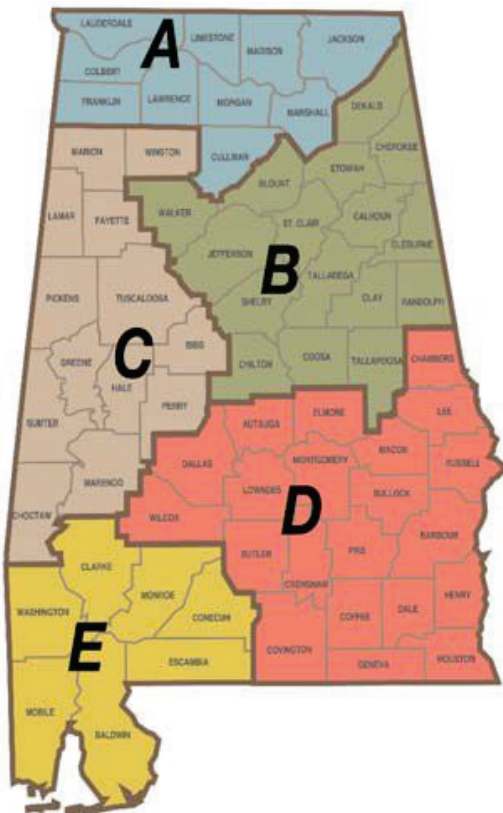 LAUDERDALE
LIMESTONE
MADISON
JACKSON
A
COLBERT
FRANKLIN
LAWRENCE
MORGAN
MARSHALL
DEKALB
CULLMAN
CHEROKEE
MARION
WINSTON
ETOWAH
BLOUNT
LAMAR
FAYETTE
WALKER
ST. CLAIR
CALHOUN
CLEBURNE
JEFFERSON
B
TALLADEGA
PICKENS
TUSCALOOSA
SHELBY
CLAY
RANDOLPH
GREENE
C
BIBB
HALE
CHILTON
COOSA
TALLAPOOSA
CHAMBERS
SUMTER
PERRY
AUTAUGA
ELMORE
LEE
MACON
RUSSELL
DALLAS
MONTGOMERY
MARENGO
LOWNDES
BULLOCK
CHOCTAW
WILCOX
D
BARBOUR
BUTLER
PIKE
CLARKE
CRENSHAW
MONROE
HENRY
WASHINGTON
CONECUH
COFFEE
DALE
E
ESCAMBIA
COVINGTON
GENEVA
HOUSTON
MOBILE
BALDWIN